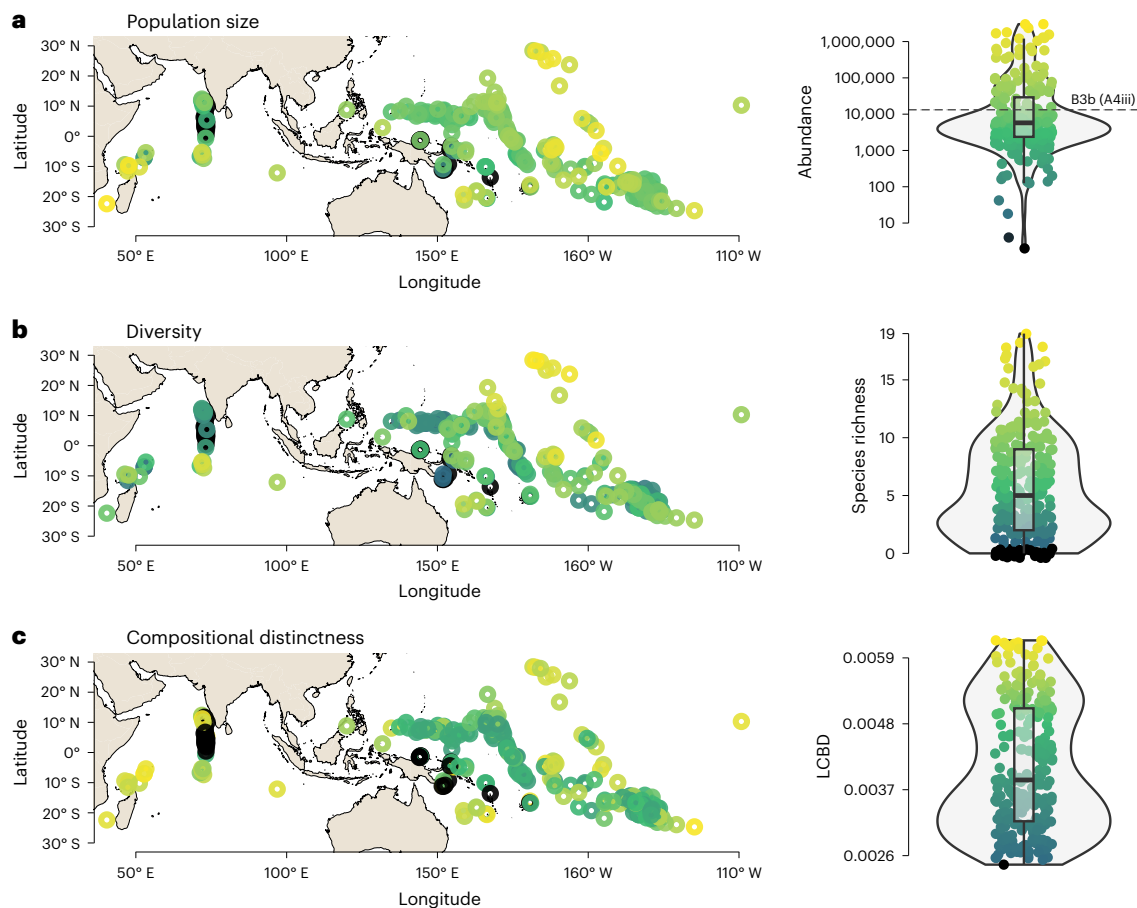 a
Population size
30° N
20° N
10° N
0°
10° S
20° S
30° S
Latitude
50° E
100° E
150° E
160° W
110° W
Longitude
1,000,000
100,000
10,000
1,000
100
10
Abundance
B3b (A4iii)
b
Diversity
30° N
20° N
10° N
0°
10° S
20° S
30° S
Latitude
50° E
100° E
150° E
160° W
110° W
Longitude
19
15
10
5
0
Species richness
c
Compositional distinctness
30° N
20° N
10° N
0°
10° S
20° S
30° S
Latitude
50° E
100° E
150° E
160° W
110° W
Longitude
0.0059
0.0048
0.0037
0.0026
LCBD